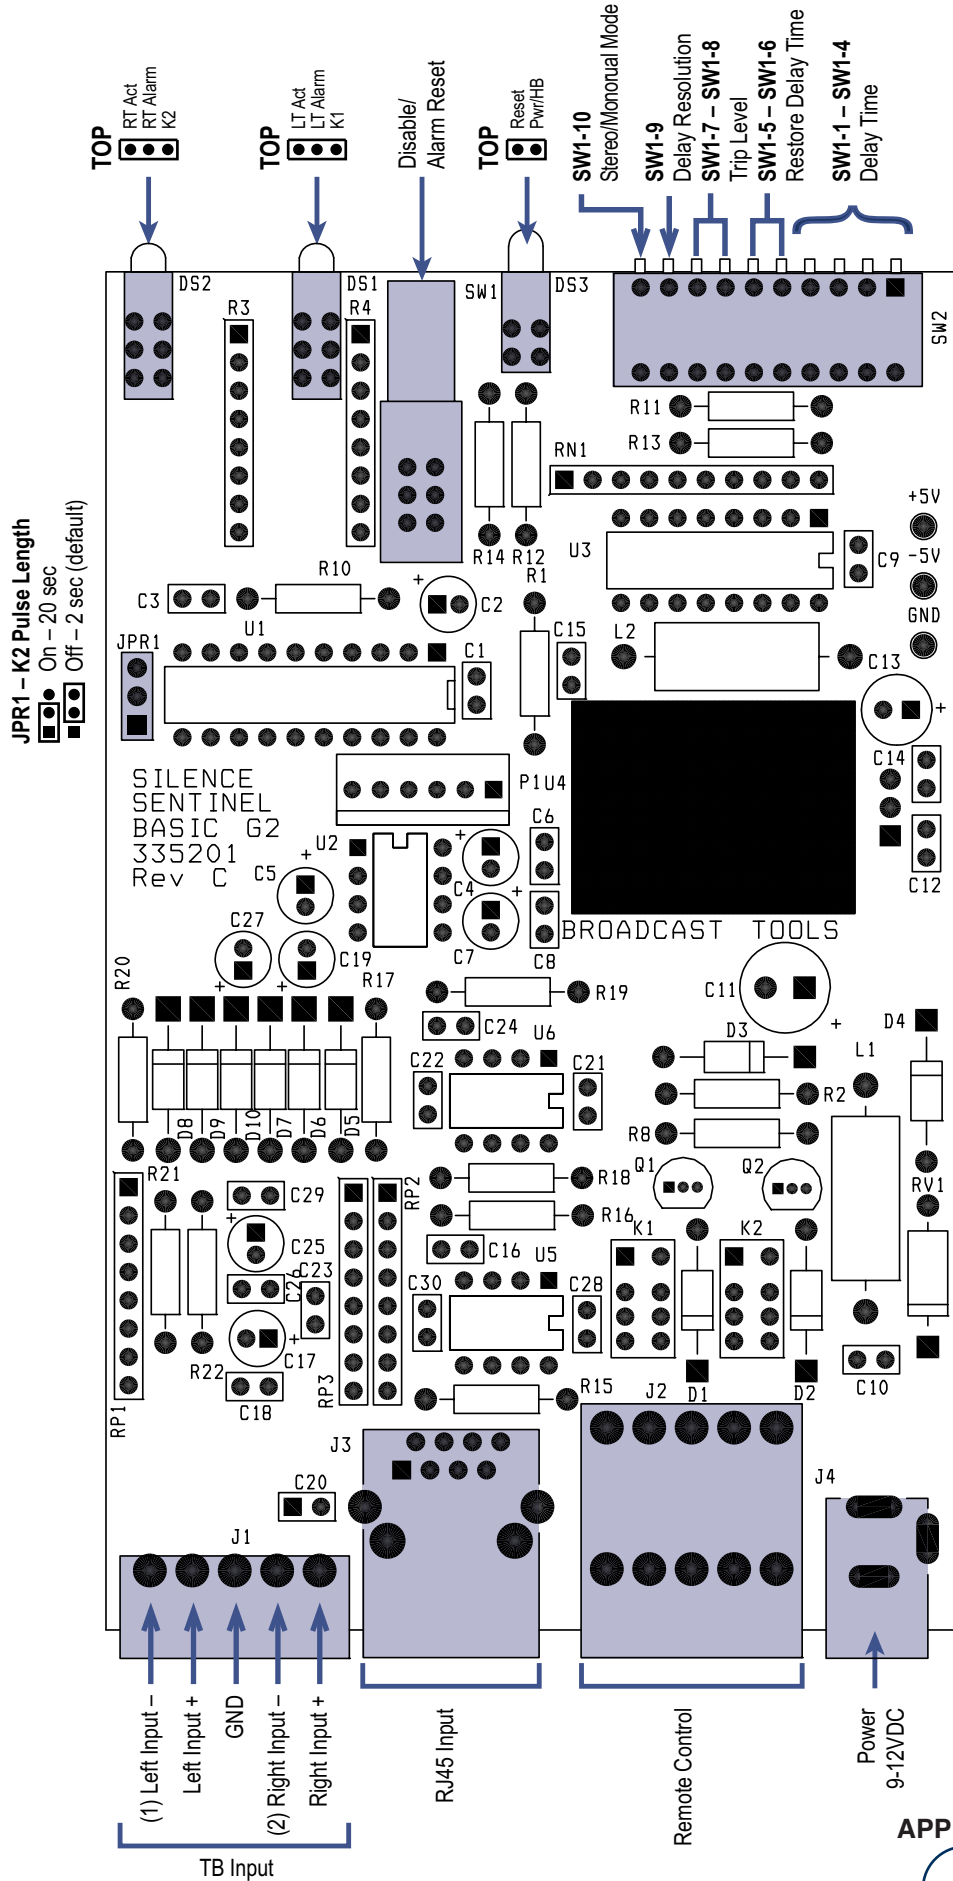 TOP
RT Act
RT Alarm
K2
TOP
LT Act
LT Alarm
K1
Disable/
Alarm Reset
TOP
Reset
Pwr/HB
SW1-10
Stereo/Monoual Mode
SW1-9
Delay Resolution
SW1-7 – SW1-8
Trip Level
SW1-5 – SW1-6
Restore Delay Time
SW1-1 – SW1-4
Delay Time
DS2
R3
DS1
R4
SW1
DS3
SW2
R11
R13
RN1
R14
R12
U3
C9
+5V
-5V
GND
JPR1 – K2 Pulse Length
On – 20 sec
Off – 2 sec (default)
C3
R10
+
C2
R1
JPR1
U1
C1
C15
L2
C13
+
C14
C12
SILENCE
SENTINEL
BASIC G2
335201
Rev C
P1
U4
U2
+
C4
C6
+
C5
C7
+
C8
BROADCAST TOOLS
C27
+
C19
+
R20
R17
R19
C24
C11
+
D4
D3
L1
C22
U6
C21
R2
R8
D8
D9
D10
D7
D6
D5
R21
RP2
R18
R16
Q1
Q2
RV1
C29
+
C25
C26
C23
C16
U5
K1
K2
C30
C28
+
C17
R22
C18
RP1
RP3
R15
J2
D1
D2
C10
J3
J4
C20
J1
(1) Left Input –
Left Input +
GND
(2) Right Input –
Right Input +
TB Input
RJ45 Input
Remote Control
Power
9-12VDC
APP